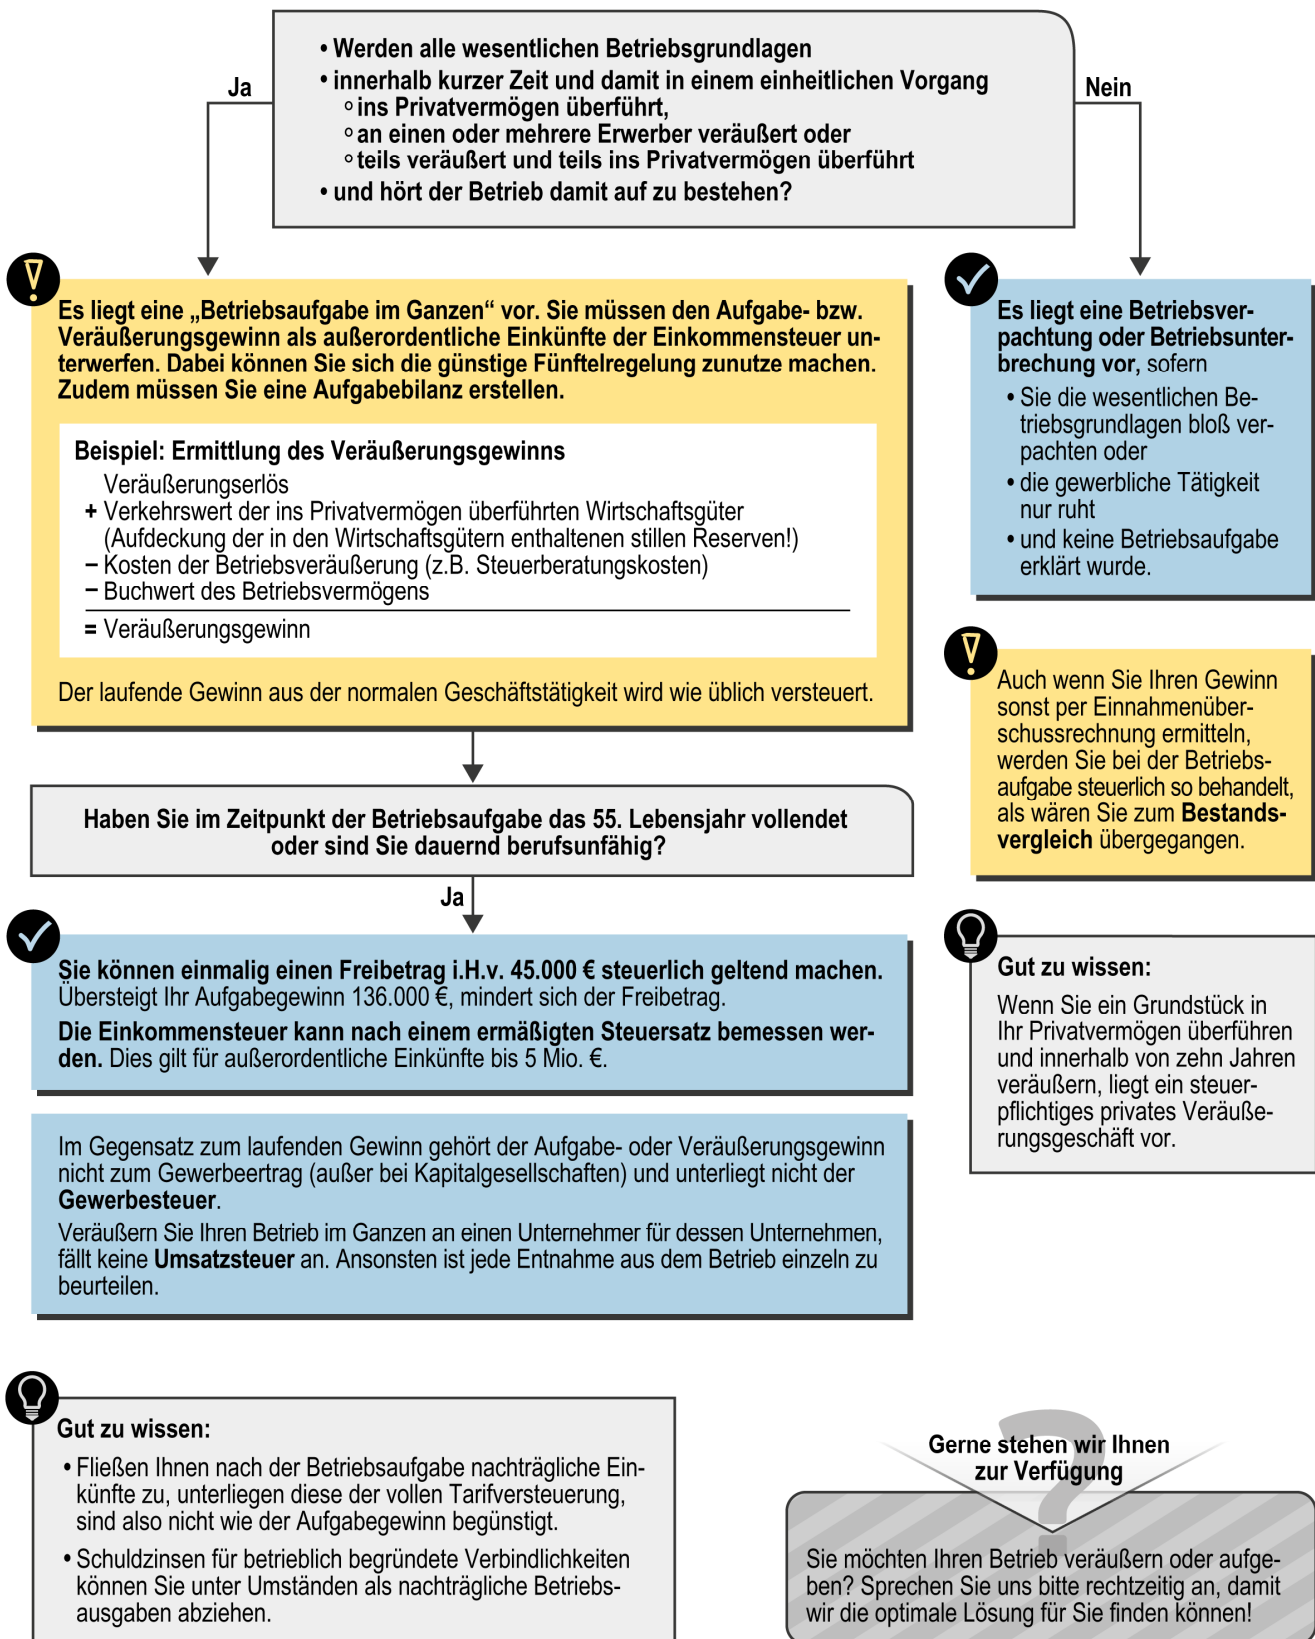 • Werden alle wesentlichen Betriebsgrundlagen
• innerhalb kurzer Zeit und damit in einem einheitlichen Vorgang
◦ ins Privatvermögen überführt,
◦ an einen oder mehrere Erwerber veräußert oder
◦ teils veräußert und teils ins Privatvermögen überführt
• und hört der Betrieb damit auf zu bestehen?
Ja
Nein
Es liegt eine „Betriebsaufgabe im Ganzen“ vor. Sie müssen den Aufgabe- bzw.
Veräußerungsgewinn als außerordentliche Einkünfte der Einkommensteuer un-
terwerfen. Dabei können Sie sich die günstige Fünftelregelung zunutze machen.
Zudem müssen Sie eine Aufgabebilanz erstellen.
Beispiel: Ermittlung des Veräußerungsgewinns
Veräußerungserlös
+ Verkehrswert der ins Privatvermögen überführten Wirtschaftsgüter
(Aufdeckung der in den Wirtschaftsgütern enthaltenen stillen Reserven!)
– Kosten der Betriebsveräußerung (z.B. Steuerberatungskosten)
– Buchwert des Betriebsvermögens
= Veräußerungsgewinn
Der laufende Gewinn aus der normalen Geschäftstätigkeit wird wie üblich versteuert.
Es liegt eine Betriebsver-
pachtung oder Betriebsunter-
brechung vor, sofern
• Sie die wesentlichen Be-
triebsgrundlagen bloß ver-
pachten oder
• die gewerbliche Tätigkeit
nur ruht
• und keine Betriebsaufgabe
erklärt wurde.
Auch wenn Sie Ihren Gewinn
sonst per Einnahmenüber-
schussrechnung ermitteln,
werden Sie bei der Betriebs-
aufgabe steuerlich so behandelt,
als wären Sie zum Bestands-
vergleich übergegangen.
Haben Sie im Zeitpunkt der Betriebsaufgabe das 55. Lebensjahr vollendet
oder sind Sie dauernd berufsunfähig?
Ja
Sie können einmalig einen Freibetrag i.H.v. 45.000 € steuerlich geltend machen.
Übersteigt Ihr Aufgabegewinn 136.000 €, mindert sich der Freibetrag.
Die Einkommensteuer kann nach einem ermäßigten Steuersatz bemessen wer-
den. Dies gilt für außerordentliche Einkünfte bis 5 Mio. €.
Im Gegensatz zum laufenden Gewinn gehört der Aufgabe- oder Veräußerungsgewinn
nicht zum Gewerbeertrag (außer bei Kapitalgesellschaften) und unterliegt nicht der
Gewerbesteuer.
Veräußern Sie Ihren Betrieb im Ganzen an einen Unternehmer für dessen Unternehmen,
fällt keine Umsatzsteuer an. Ansonsten ist jede Entnahme aus dem Betrieb einzeln zu
beurteilen.
Gut zu wissen:
Wenn Sie ein Grundstück in
Ihr Privatvermögen überführen
und innerhalb von zehn Jahren
veräußern, liegt ein steuer-
pflichtiges privates Veräuße-
rungsgeschäft vor.
Gut zu wissen:
• Fließen Ihnen nach der Betriebsaufgabe nachträgliche Ein-
künfte zu, unterliegen diese der vollen Tarifversteuerung,
sind also nicht wie der Aufgabegewinn begünstigt.
• Schuldzinsen für betrieblich begründete Verbindlichkeiten
können Sie unter Umständen als nachträgliche Betriebs-
ausgaben abziehen.
?
Gerne stehen wir Ihnen
zur Verfügung
Sie möchten Ihren Betrieb veräußern oder aufge-
ben? Sprechen Sie uns bitte rechtzeitig an, damit
wir die optimale Lösung für Sie finden können!